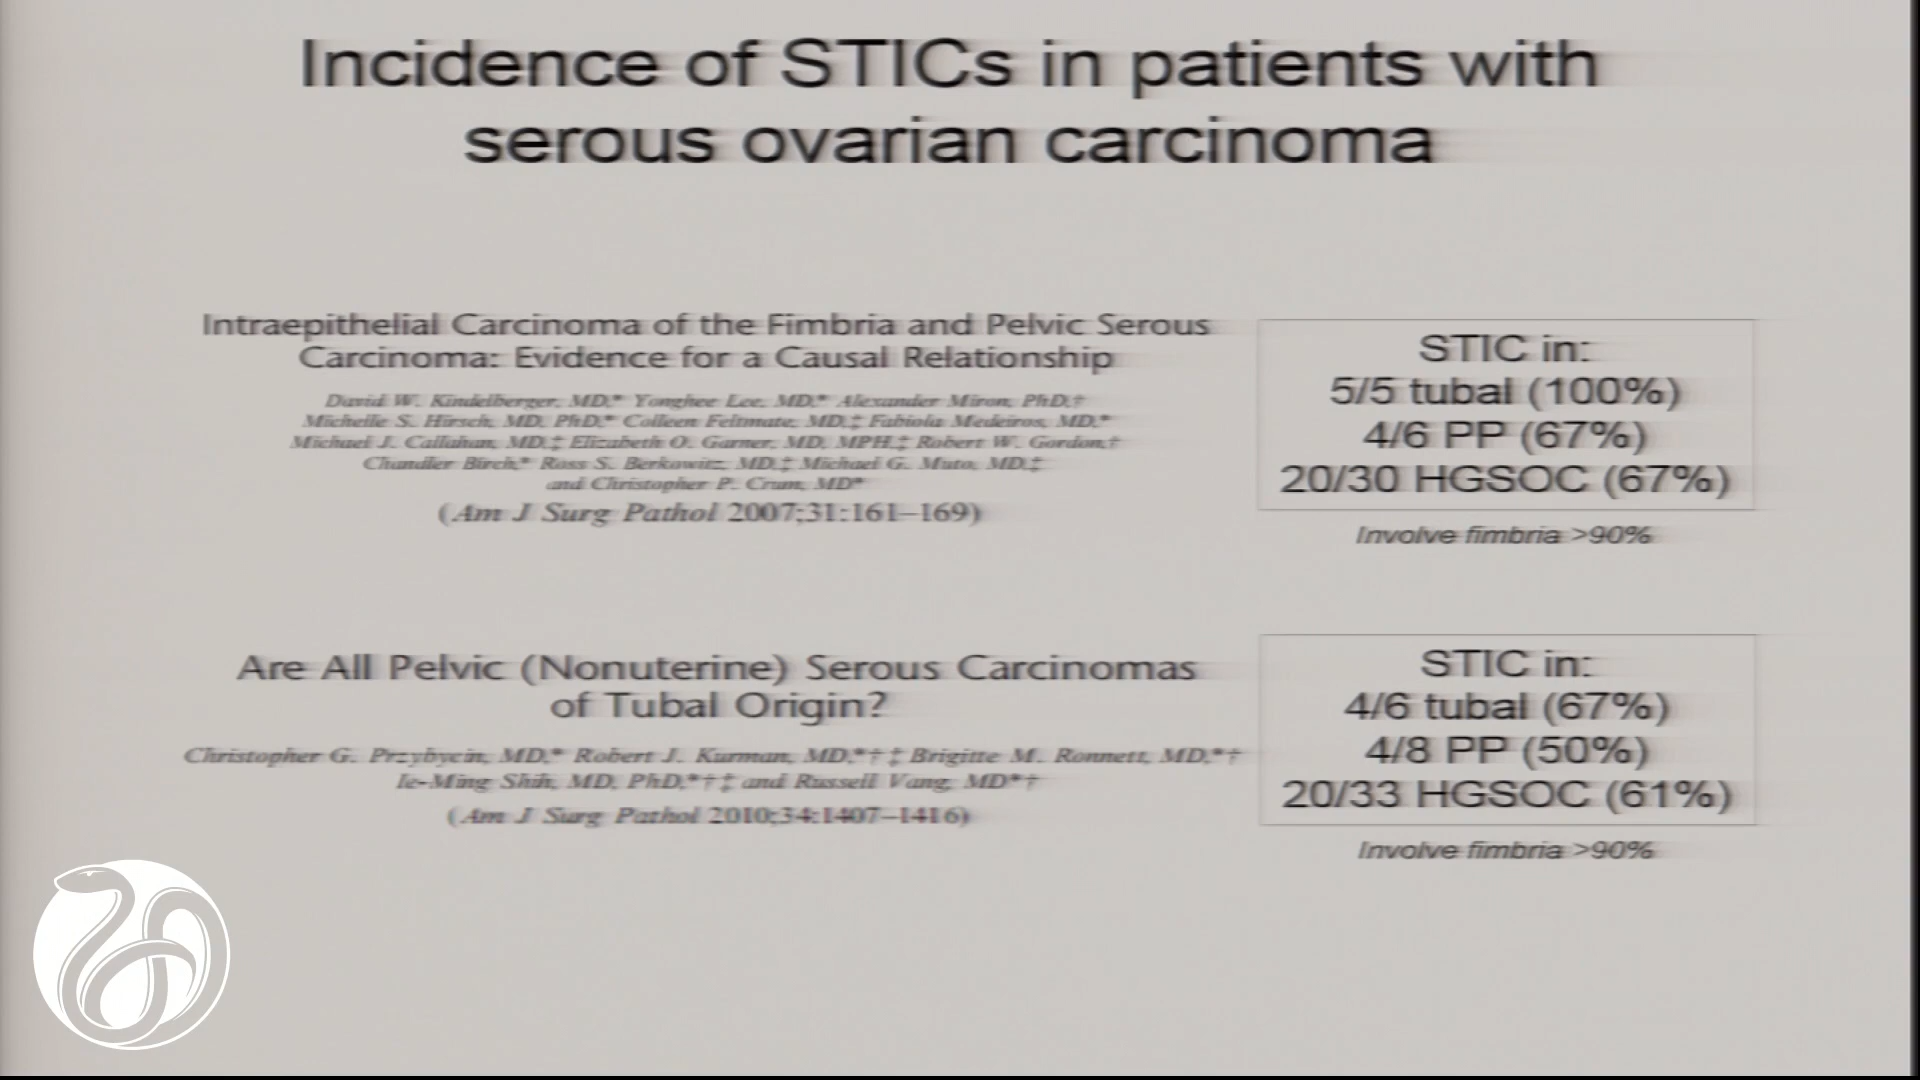 Incidence of STICs in patients with
serous ovarian carcinoma
Intraepithelial Carcinoma of the Fimbria and Pelvic Serous
Carcinoma: Evidence for a Causal Relationship
David W. Kindelberger, MD,* Yonghee Lee, MD,* Alexander Miron, PhD,†
Michelle S. Hirsch, MD, PhD,* Colleen Feltmate, MD,‡ Fabiola Medeiros, MD,*
Michael J. Callahan, MD,‡ Elizabeth O. Garner, MD, MPH,‡ Robert W. Gordon,†
Chandler Birch,* Ross S. Berkowitz, MD,‡ Michael G. Muto, MD,‡
and Christopher P. Crum, MD*
(Am J Surg Pathol 2007;31:161–169)
STIC in:
5/5 tubal (100%)
4/6 PP (67%)
20/30 HGSOC (67%)
Involve fimbria >90%
Are All Pelvic (Nonuterine) Serous Carcinomas
of Tubal Origin?
Christopher G. Przybycin, MD,* Robert J. Kurman, MD,*†‡ Brigitte M. Ronnett, MD,*†
Ie-Ming Shih, MD, PhD,*†‡ and Russell Vang, MD*†
(Am J Surg Pathol 2010;34:1407–1416)
STIC in:
4/6 tubal (67%)
4/8 PP (50%)
20/33 HGSOC (61%)
Involve fimbria >90%